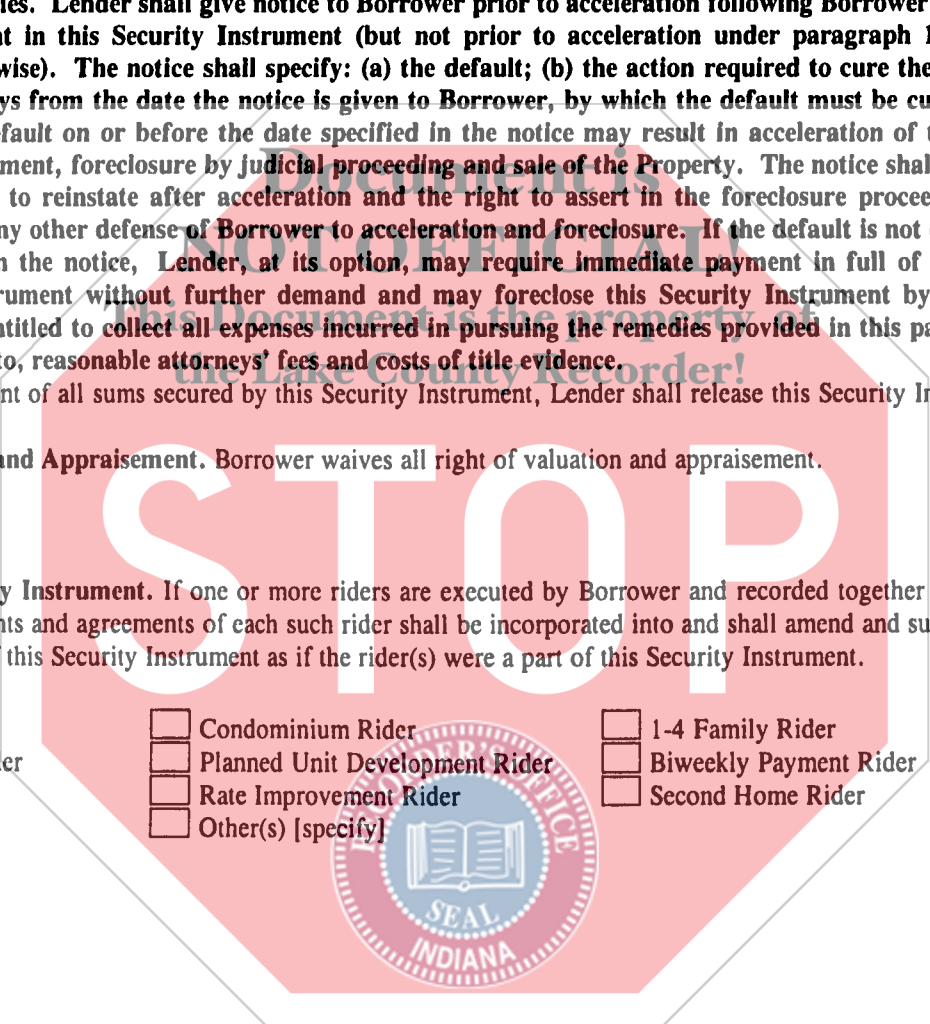 ies. Lender shall give notice to Borrower prior to acceleration following Borrower
nt in this Security Instrument (but not prior to acceleration under paragraph 1
wise). The notice shall specify: (a) the default; (b) the action required to cure the
ys from the date the notice is given to Borrower, by which the default must be cu
efault on or before the date specified in the notice may result in acceleration of t
ment, foreclosure by judicial proceeding and sale of the Property. The notice shal
to reinstate after acceleration and the right to assert in the foreclosure procee
ny other defense of Borrower to acceleration and foreclosure. If the default is not
n the notice, Lender, at its option, may require immediate payment in full of
rument without further demand and may foreclose this Security Instrument by
ntitled to collect all expenses incurred in pursuing the remedies provided in this pa
to, reasonable attorneys' fees and costs of title evidence.
nt of all sums secured by this Security Instrument, Lender shall release this Security In
and Appraisement. Borrower waives all right of valuation and appraisement.
y Instrument. If one or more riders are executed by Borrower and recorded together
nts and agreements of each such rider shall be incorporated into and shall amend and su
this Security Instrument as if the rider(s) were a part of this Security Instrument.
Condominium Rider 1-4 Family Rider
er Planned Unit Development Rider Biweekly Payment Rider
Rate Improvement Rider Second Home Rider
Other(s) [specify]
Document is
NOT OFFICIAL!
This Document is the property of
the Lake County Recorder!
STOP
RECORDER'S OFFICE
SEAL
INDIANA